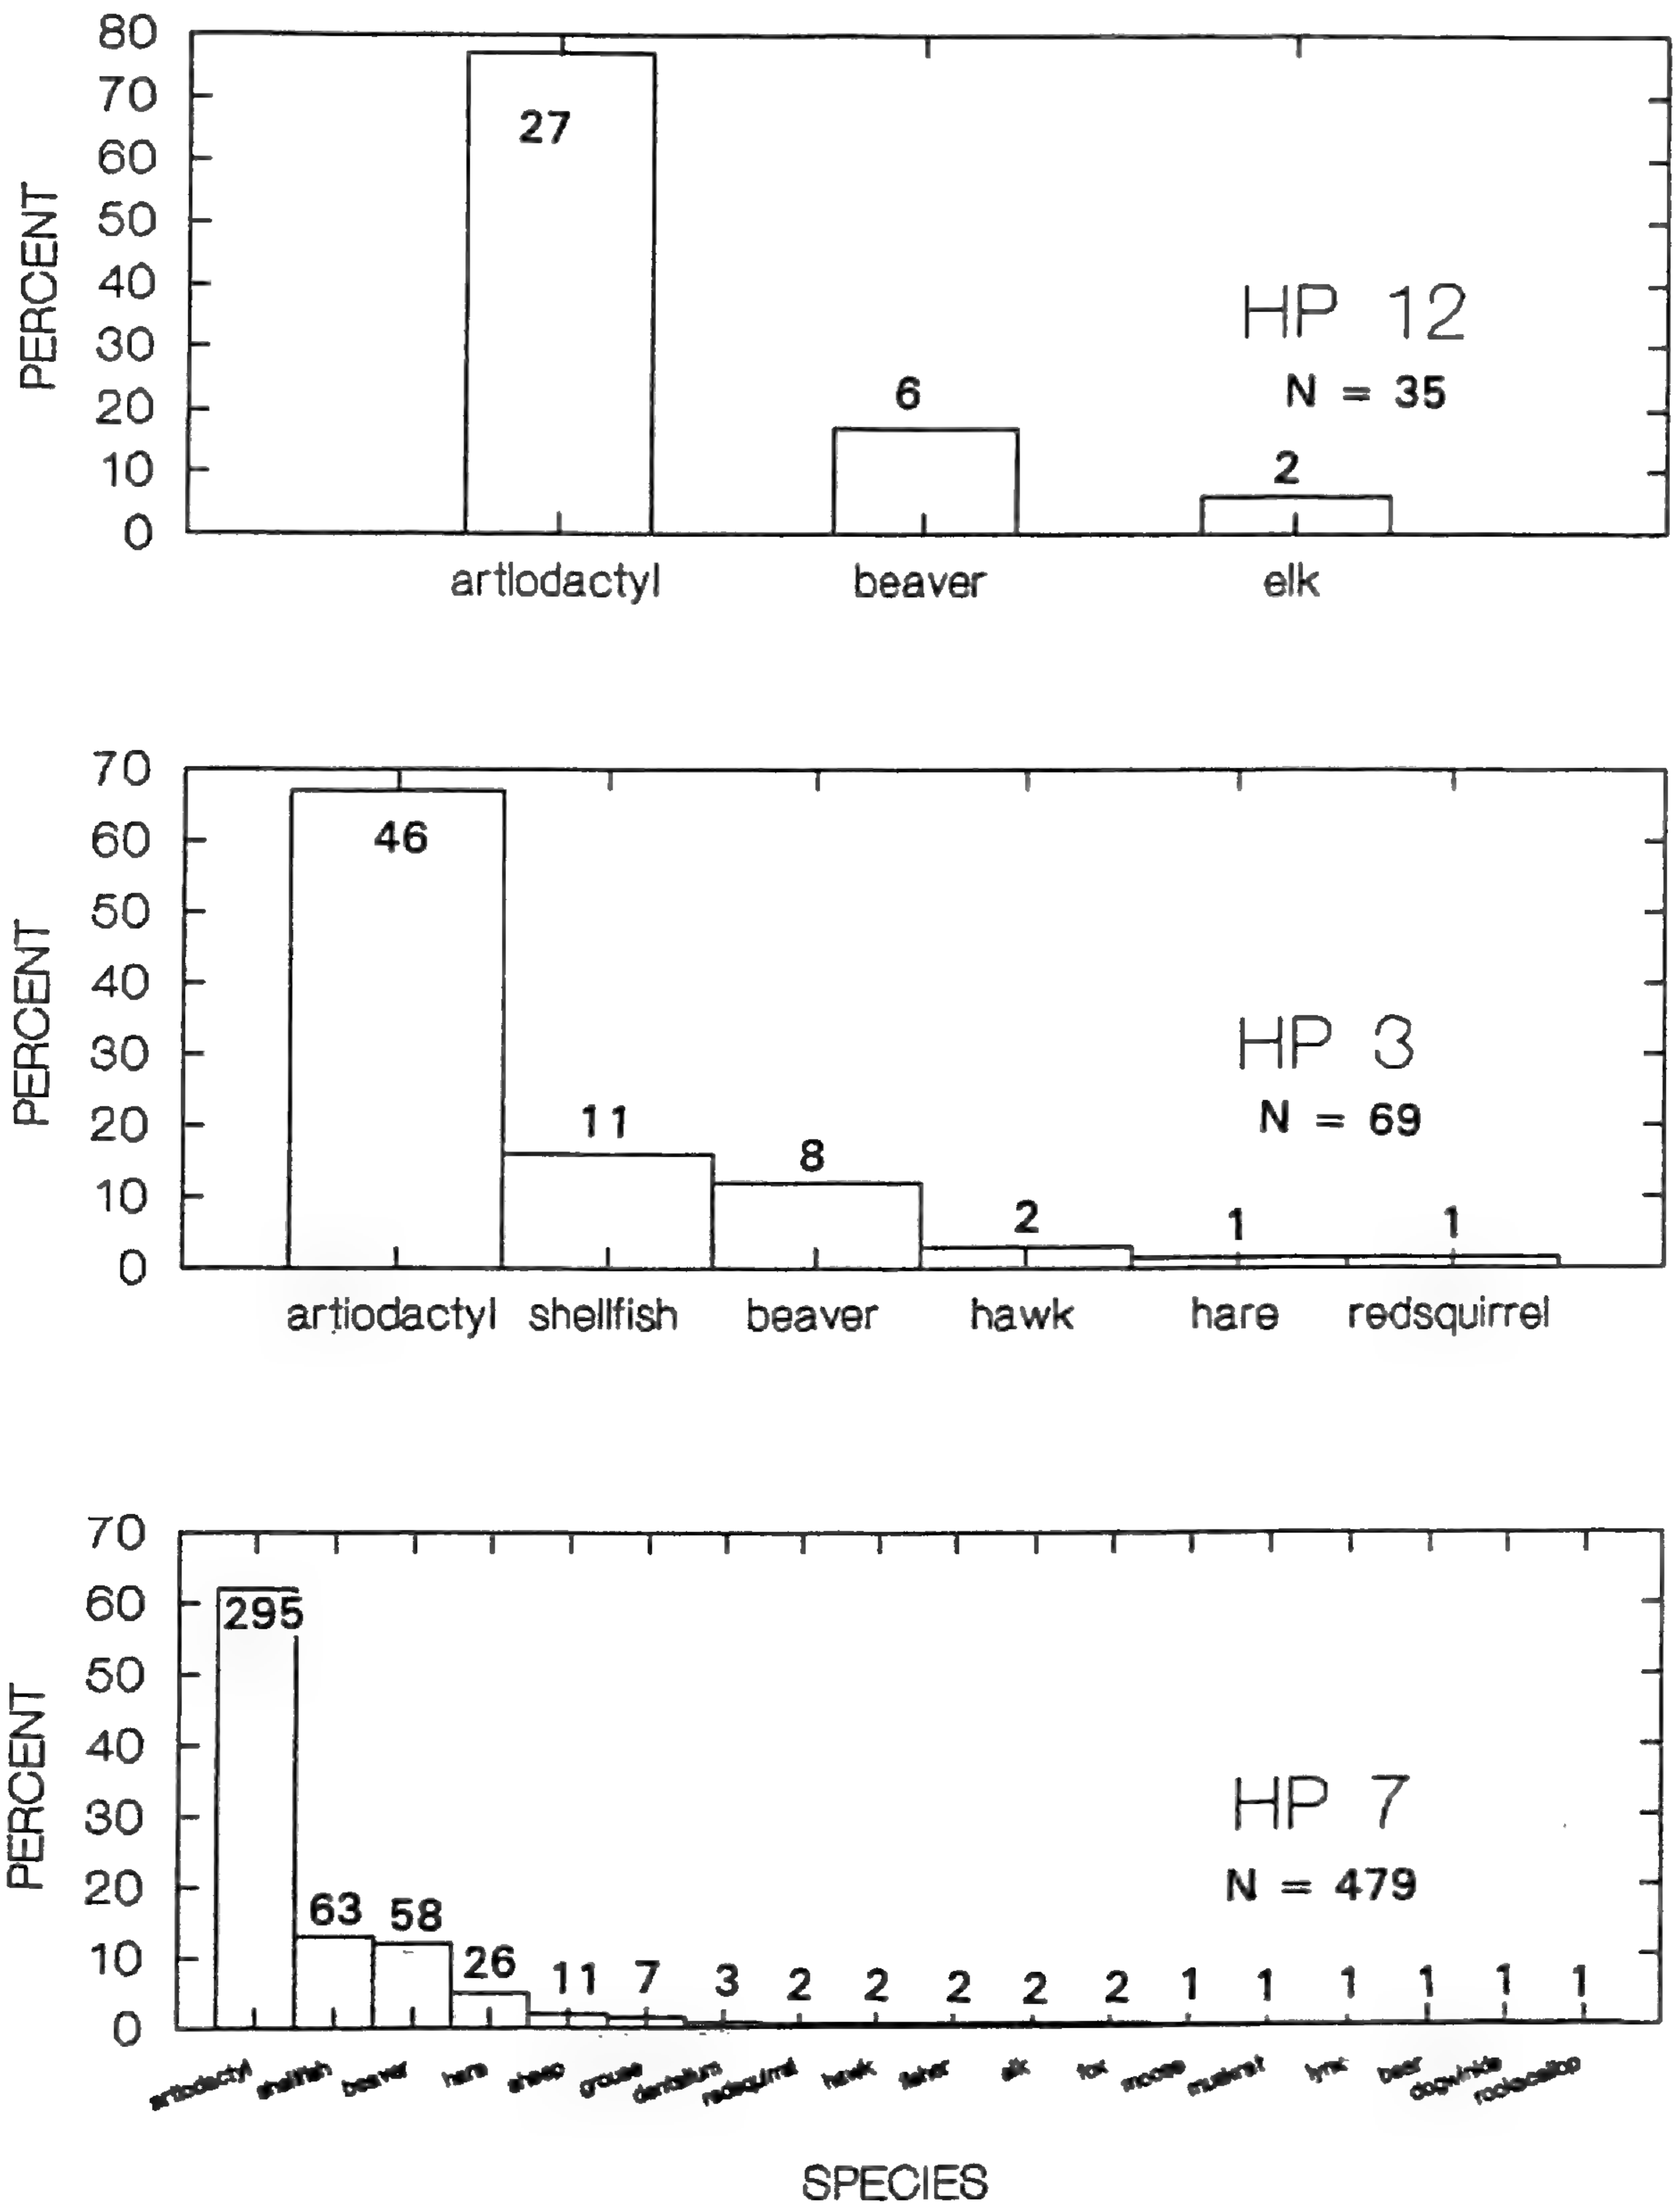 80
70
60
50
40
30
20
10
0
PERCENT
27
6
2
HP 12
N = 35
artiodactyl beaver elk
70
60
50
40
30
20
10
0
PERCENT
46
11
8
2
1
1
HP 3
N = 69
artiodactyl shellfish beaver hawk hare redsquirrel
70
60
50
40
30
20
10
0
PERCENT
295
63 58 26 11 7 3 2 2 2 2 2 1 1 1 1 1 1
HP 7
N = 479
artiodactyl shellfish beaver hare sheep grouse dentalium redsquirrel hawk fisher elk fox moose muskrat lynx bear dogwinkle rockscallop
SPECIES